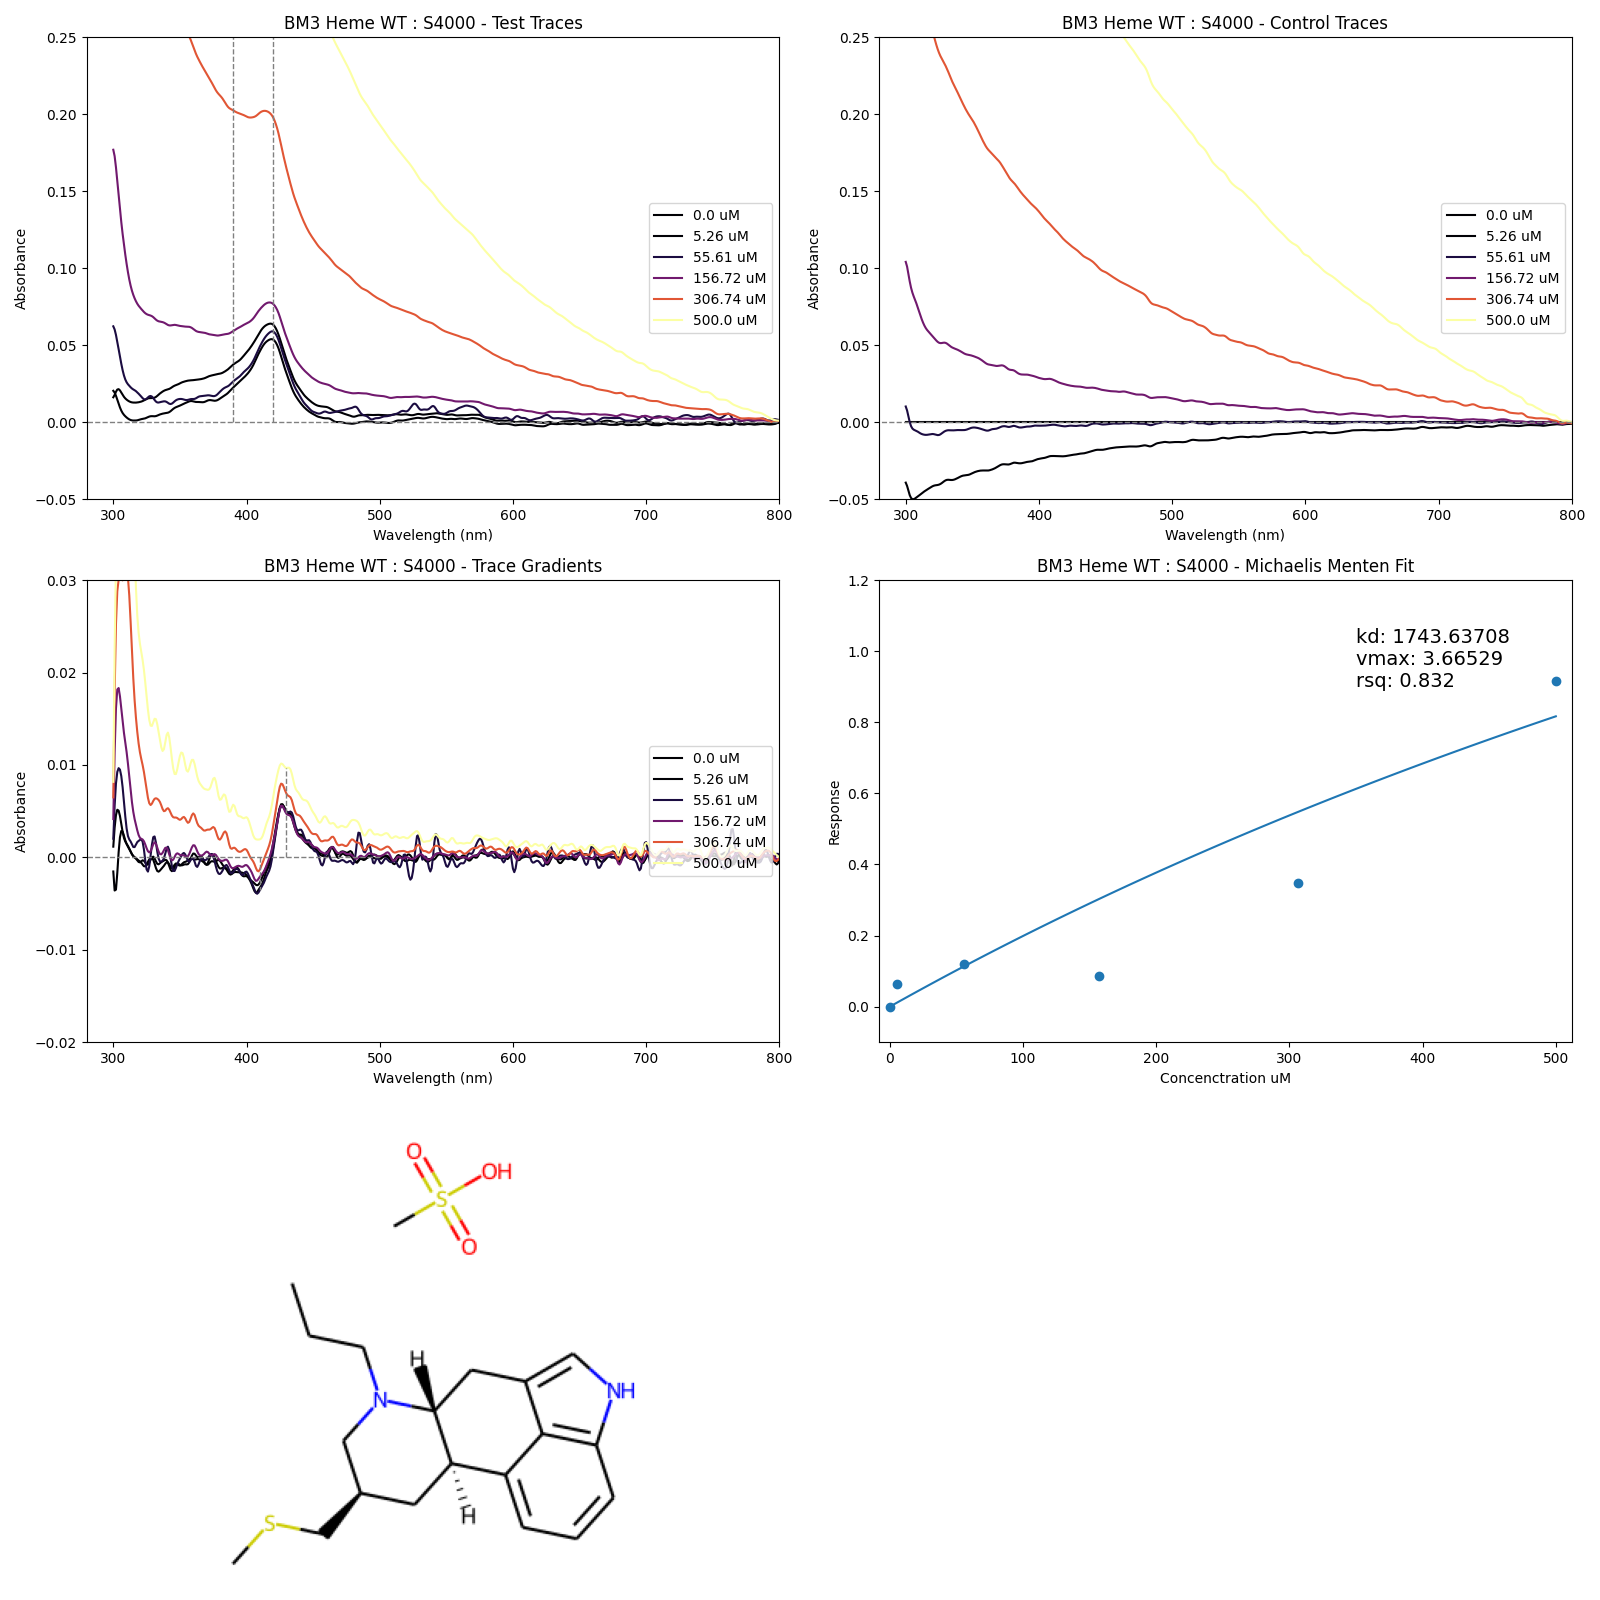 BM3 Heme WT : S4000 - Test Traces
Absorbance
0.25
0.20
0.15
0.10
0.05
0.00
−0.05
300 400 500 600 700 800
Wavelength (nm)
0.0 uM
5.26 uM
55.61 uM
156.72 uM
306.74 uM
500.0 uM
BM3 Heme WT : S4000 - Control Traces
Absorbance
0.25
0.20
0.15
0.10
0.05
0.00
−0.05
300 400 500 600 700 800
Wavelength (nm)
0.0 uM
5.26 uM
55.61 uM
156.72 uM
306.74 uM
500.0 uM
BM3 Heme WT : S4000 - Trace Gradients
Absorbance
0.03
0.02
0.01
0.00
−0.01
−0.02
300 400 500 600 700 800
Wavelength (nm)
0.0 uM
5.26 uM
55.61 uM
156.72 uM
306.74 uM
500.0 uM
BM3 Heme WT : S4000 - Michaelis Menten Fit
Response
1.2
1.0
0.8
0.6
0.4
0.2
0.0
0 100 200 300 400 500
Concenctration uM
kd: 1743.63708
vmax: 3.66529
rsq: 0.832
O
OH
S
O
H
N
NH
H
S